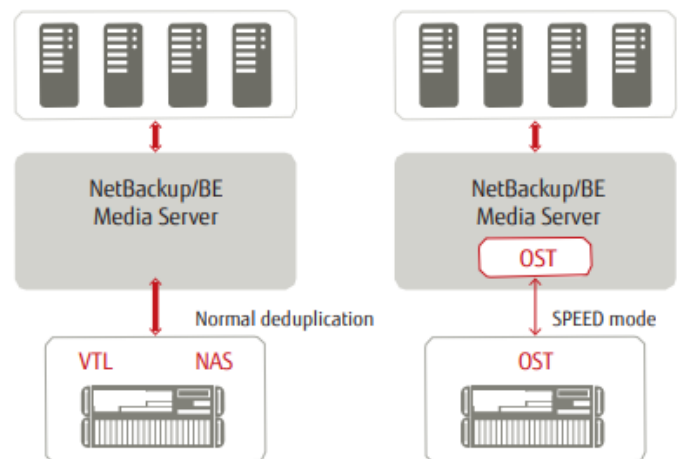 NetBackup/BE
Media Server
Normal deduplication
VTL NAS
NetBackup/BE
Media Server
OST
SPEED mode
OST